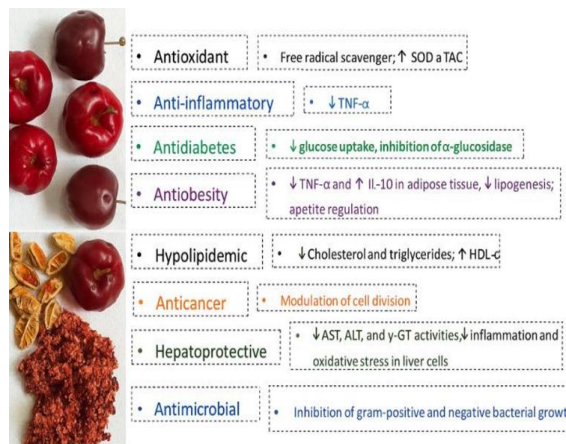 • Antioxidant • Free radical scavenger; ↑ SOD a TAC
• Anti-inflammatory • ↓ TNF-α
• Antidiabetes • ↓ glucose uptake, inhibition of α-glucosidase
• Antiobesity • ↓ TNF-α and ↑ IL-10 in adipose tissue, ↓ lipogenesis;
apetite regulation
• Hypolipidemic • ↓ Cholesterol and triglycerides; ↑ HDL-c
• Anticancer • Modulation of cell division
• Hepatoprotective • ↓ AST, ALT, and γ-GT activities, ↓ inflammation and
oxidative stress in liver cells
• Antimicrobial • Inhibition of gram-positive and negative bacterial growt